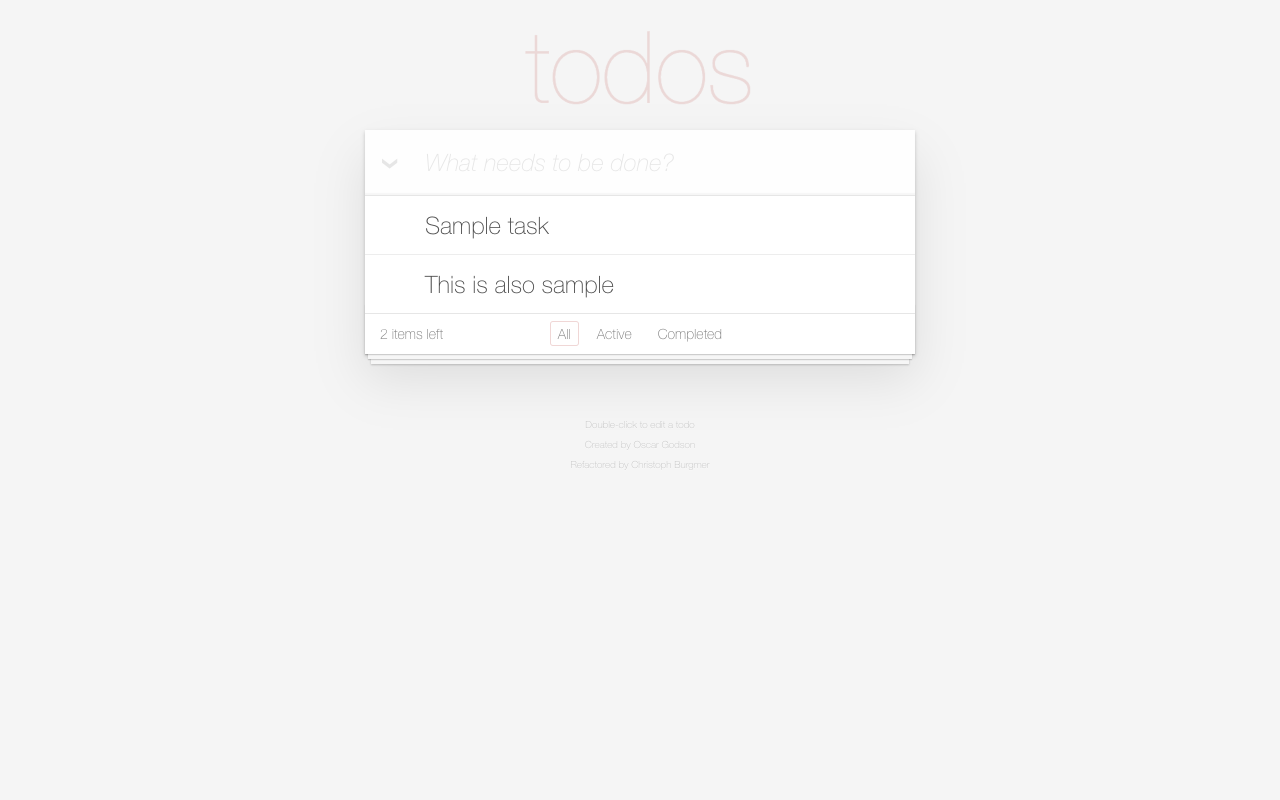 todos
What needs to be done?
Sample task
This is also sample
2 items left All Active Completed
Double-click to edit a todo
Created by Oscar Godson
Refactored by Christoph Burgmer